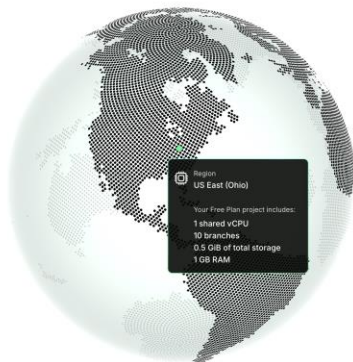 Region
US East (Ohio)
Your Free Plan project includes:
1 shared vCPU
10 branches
0.5 GiB of total storage
1 GB RAM